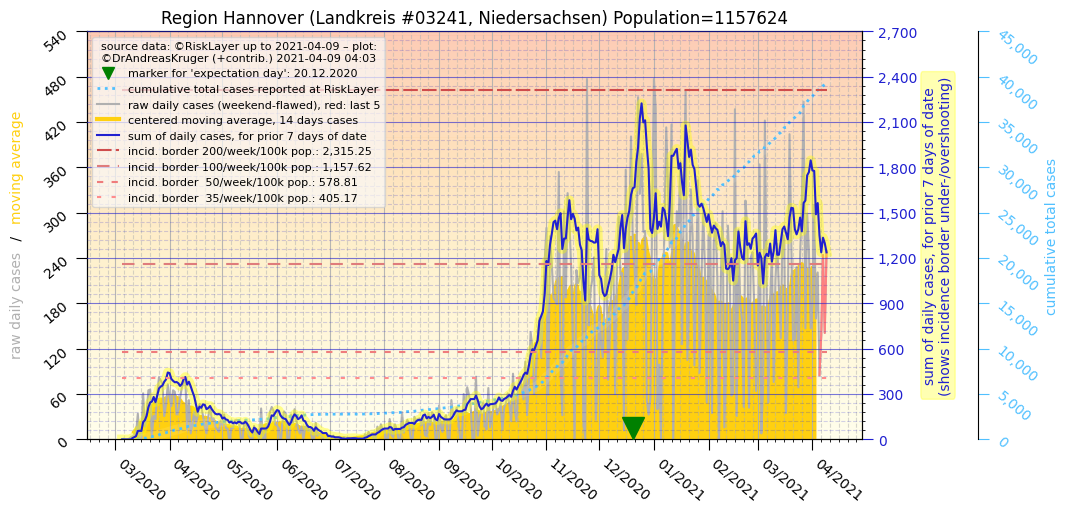 Region Hannover (Landkreis #03241, Niedersachsen) Population=1157624
source data: ©RiskLayer up to 2021-04-09 – plot:
©DrAndreasKruger (+contrib.) 2021-04-09 04:03
marker for 'expectation day': 20.12.2020
cumulative total cases reported at RiskLayer
raw daily cases (weekend-flawed), red: last 5
centered moving average, 14 days cases
sum of daily cases, for prior 7 days of date
incid. border 200/week/100k pop.: 2,315.25
incid. border 100/week/100k pop.: 1,157.62
incid. border  50/week/100k pop.: 578.81
incid. border  35/week/100k pop.: 405.17
raw daily cases / moving average
540
480
420
360
300
240
180
120
60
0
03/2020
04/2020
05/2020
06/2020
07/2020
08/2020
09/2020
10/2020
11/2020
12/2020
01/2021
02/2021
03/2021
04/2021
2,700
2,400
2,100
1,800
1,500
1,200
900
600
300
0
sum of daily cases, for prior 7 days of date
(shows incidence border under-/overshooting)
45,000
40,000
35,000
30,000
25,000
20,000
15,000
10,000
5,000
0
cumulative total cases